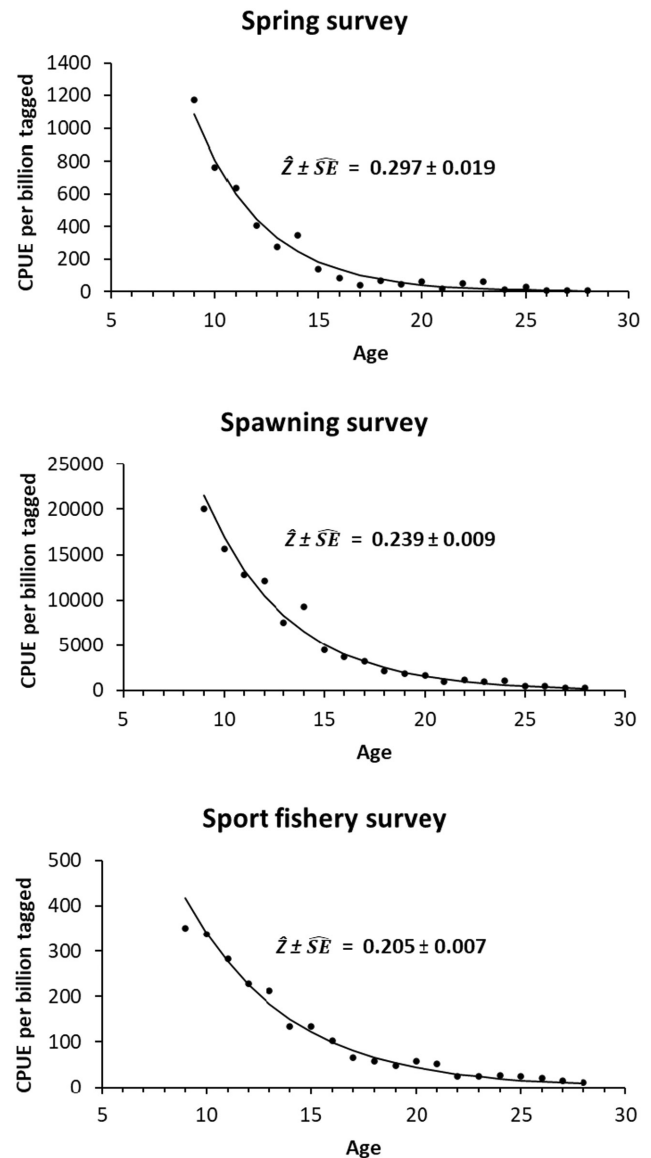 Spring survey
CPUE per billion tagged
1400
1200
1000
800
600
400
200
0
Ẑ ± S͡E = 0.297 ± 0.019
5 10 15 20 25 30
Age
Spawning survey
CPUE per billion tagged
25000
20000
15000
10000
5000
0
Ẑ ± S͡E = 0.239 ± 0.009
5 10 15 20 25 30
Age
Sport fishery survey
CPUE per billion tagged
500
400
300
200
100
0
Ẑ ± S͡E = 0.205 ± 0.007
5 10 15 20 25 30
Age